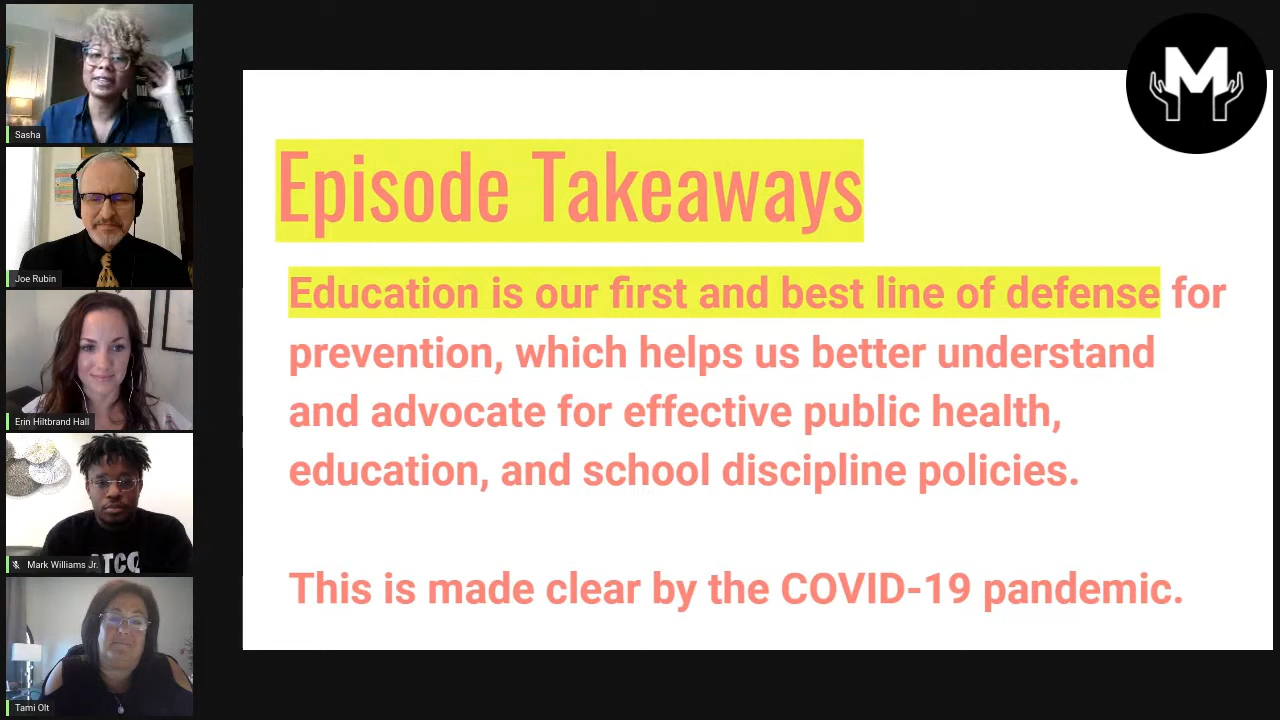 Sasha
Joe Rubin
Erin Hiltbrand Hall
ATCQ
Mark Williams Jr.
Tami Olt
M
Episode Takeaways
Education is our first and best line of defense for
prevention, which helps us better understand
and advocate for effective public health,
education, and school discipline policies.
This is made clear by the COVID-19 pandemic.